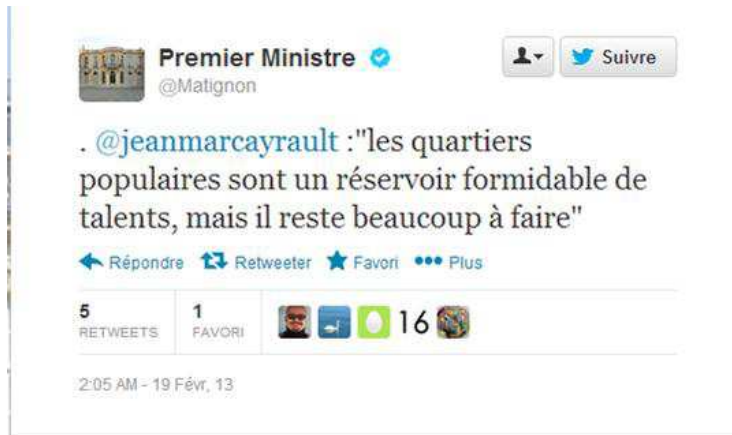 Premier Ministre
@Matignon
Suivre
. @jeanmarcayrault :"les quartiers
populaires sont un réservoir formidable de
talents, mais il reste beaucoup à faire"
Répondre Retweeter Favori Plus
5 1
RETWEETS FAVORI
16
2:05 AM - 19 Févr, 13